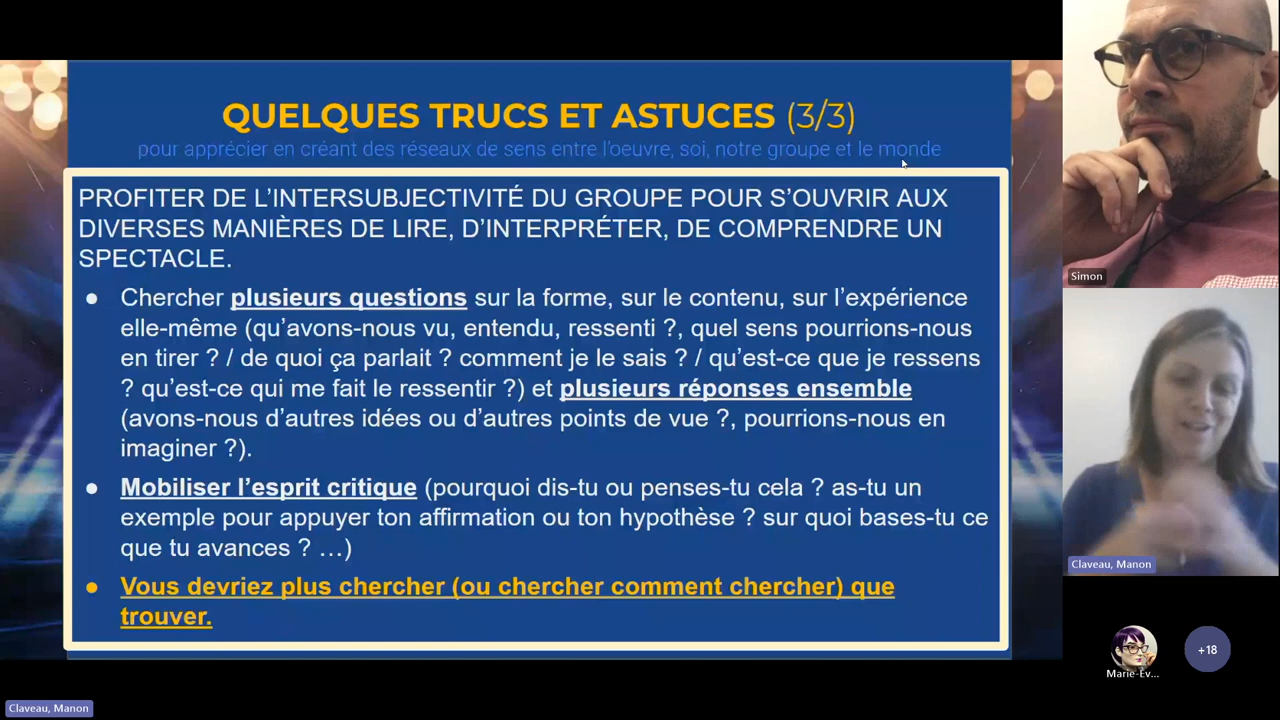 QUELQUES TRUCS ET ASTUCES (3/3)
pour apprécier en créant des réseaux de sens entre l'oeuvre, soi, notre groupe et le monde
PROFITER DE L'INTERSUBJECTIVITÉ DU GROUPE POUR S'OUVRIR AUX
DIVERSES MANIÈRES DE LIRE, D'INTERPRÉTER, DE COMPRENDRE UN
SPECTACLE.
● Chercher plusieurs questions sur la forme, sur le contenu, sur l'expérience
elle-même (qu'avons-nous vu, entendu, ressenti ?, quel sens pourrions-nous
en tirer ? / de quoi ça parlait ? comment je le sais ? / qu'est-ce que je ressens
? qu'est-ce qui me fait le ressentir ?) et plusieurs réponses ensemble
(avons-nous d'autres idées ou d'autres points de vue ?, pourrions-nous en
imaginer ?).
● Mobiliser l'esprit critique (pourquoi dis-tu ou penses-tu cela ? as-tu un
exemple pour appuyer ton affirmation ou ton hypothèse ? sur quoi bases-tu ce
que tu avances ? …)
● Vous devriez plus chercher (ou chercher comment chercher) que
trouver.
Simon
Claveau, Manon
Marie-Èv...
+18
Claveau, Manon